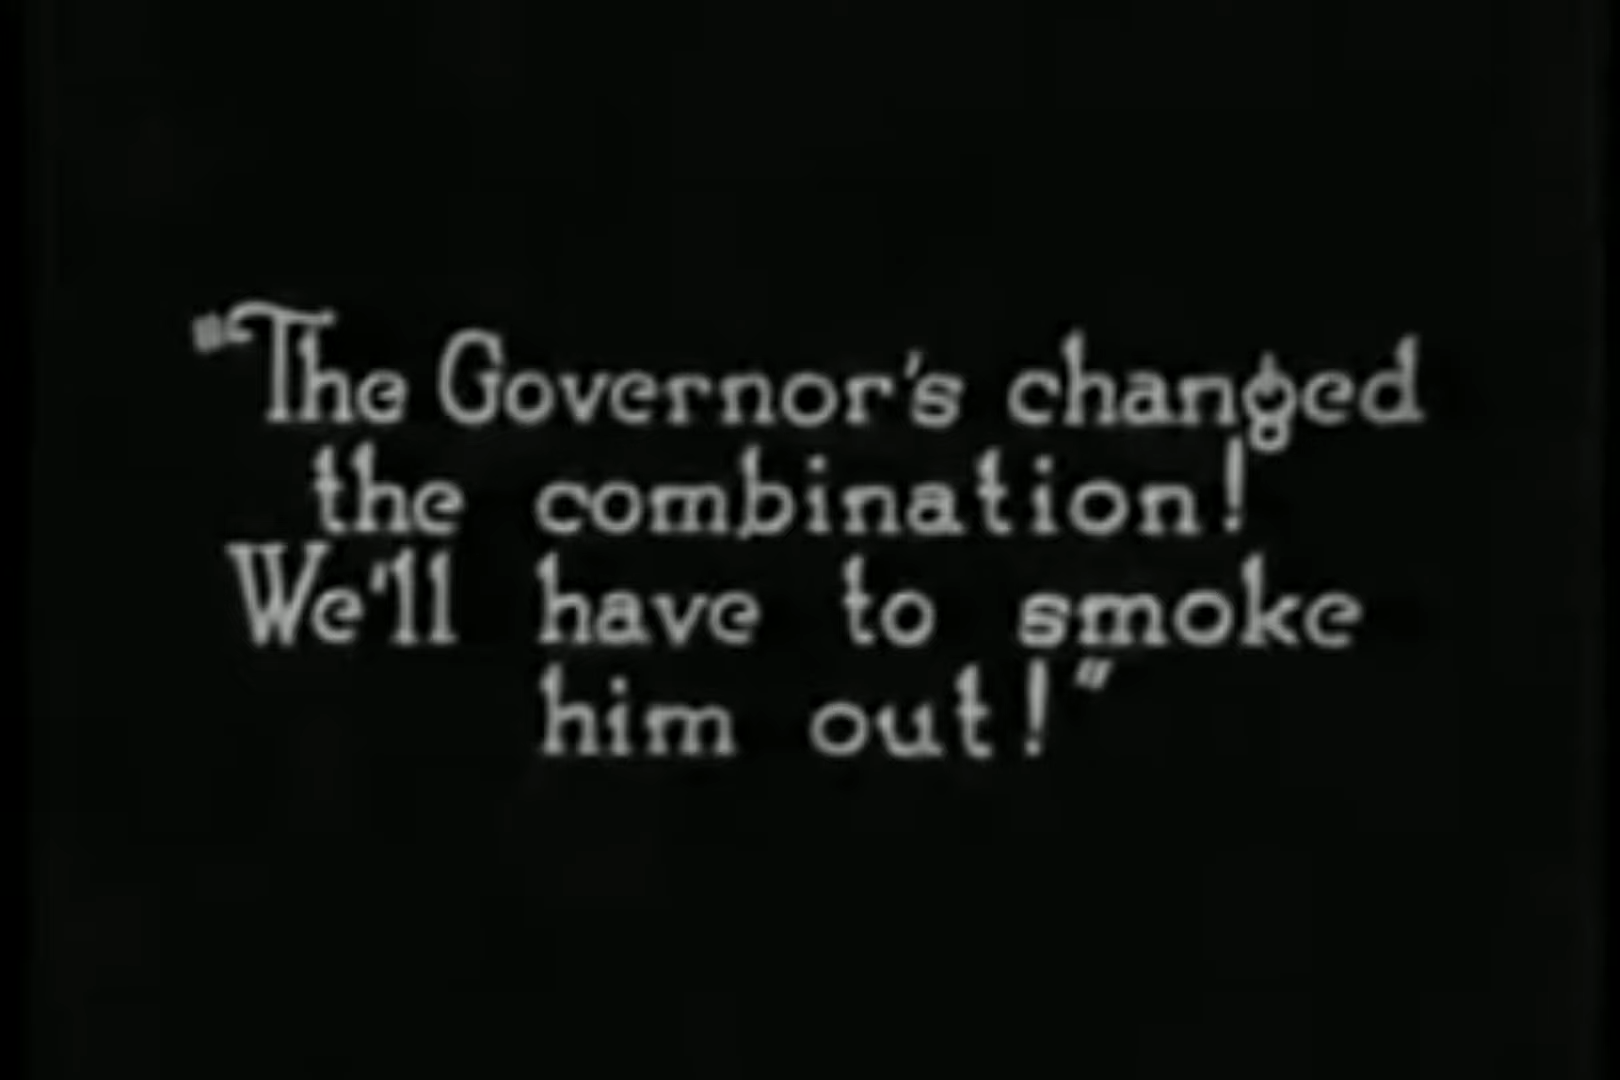 "The Governor's changed
the combination!
We'll have to smoke
him out!"